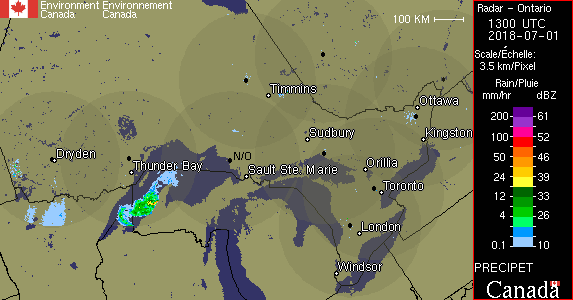 Environment Environnement
Canada Canada
Radar - Ontario
1300 UTC
2018-07-01
Scale/Échelle:
3.5 km/Pixel
Rain/Pluie
mm/hr dBZ
200 61
100 52
50 46
24 39
12 33
4 26
0.1 10
PRECIPET
Canada
100 KM
Timmins
Ottawa
Sudbury
Kingston
Dryden
N/O
Thunder Bay
Sault Ste. Marie
Orillia
Toronto
London
Windsor